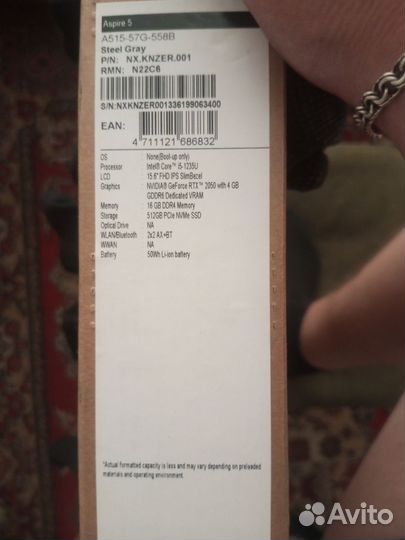 Aspire 5
A515-57G-558B
Steel Gray
P/N: NX.KNZER.001
RMN: N22C6
S/N:NXKNZER001336199063400
EAN:
4 711121 686832
OS None(Boot-up only)
Processor Intel® Core™ i5-1235U
LCD 15.6" FHD IPS SlimBezel
Graphics NVIDIA® GeForce RTX™ 2050 with 4 GB
GDDR6 Dedicated VRAM
Memory 16 GB DDR4 Memory
Storage 512GB PCIe NVMe SSD
Optical Drive NA
WLAN/Bluetooth 2x2 AX+BT
WWAN NA
Battery 50Wh Li-ion battery
*Actual formatted capacity is less and may vary depending on preloaded
materials and operating environment.
Avito